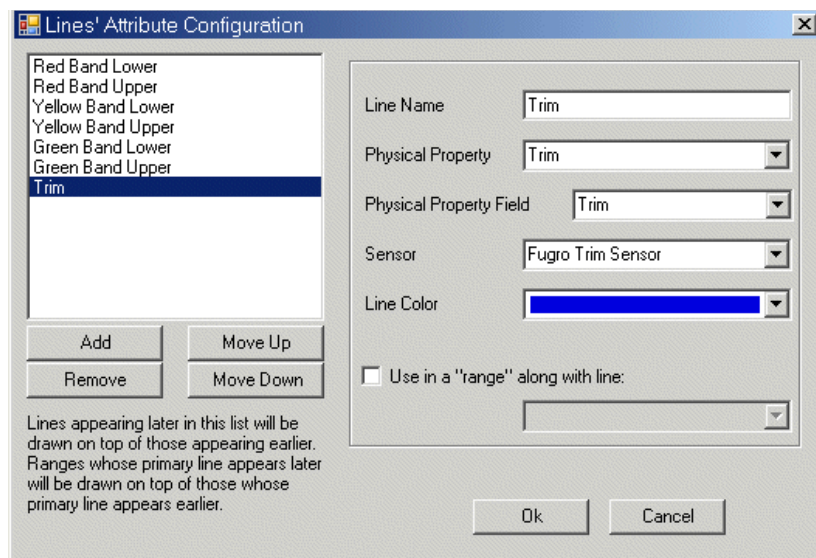 Lines' Attribute Configuration
Red Band Lower
Red Band Upper
Yellow Band Lower
Yellow Band Upper
Green Band Lower
Green Band Upper
Trim
Add
Move Up
Remove
Move Down
Lines appearing later in this list will be
drawn on top of those appearing earlier.
Ranges whose primary line appears later
will be drawn on top of those whose
primary line appears earlier.
Line Name
Trim
Physical Property
Trim
Physical Property Field
Trim
Sensor
Fugro Trim Sensor
Line Color
Use in a "range" along with line:
Ok
Cancel